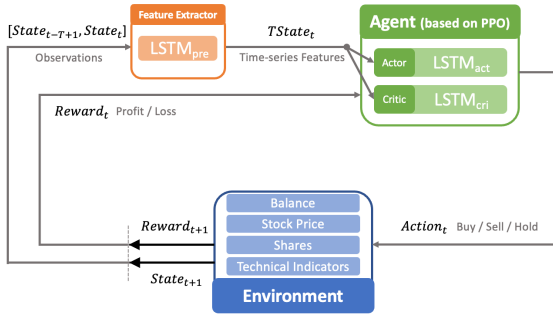 Feature Extractor
LSTM_pre
[State_{t−T+1}, State_t]
Observations
TState_t
Time-series Features
Agent (based on PPO)
Actor
LSTM_act
Critic
LSTM_cri
Reward_t Profit / Loss
Balance
Stock Price
Shares
Technical Indicators
Environment
Reward_{t+1}
State_{t+1}
Action_t Buy / Sell / Hold